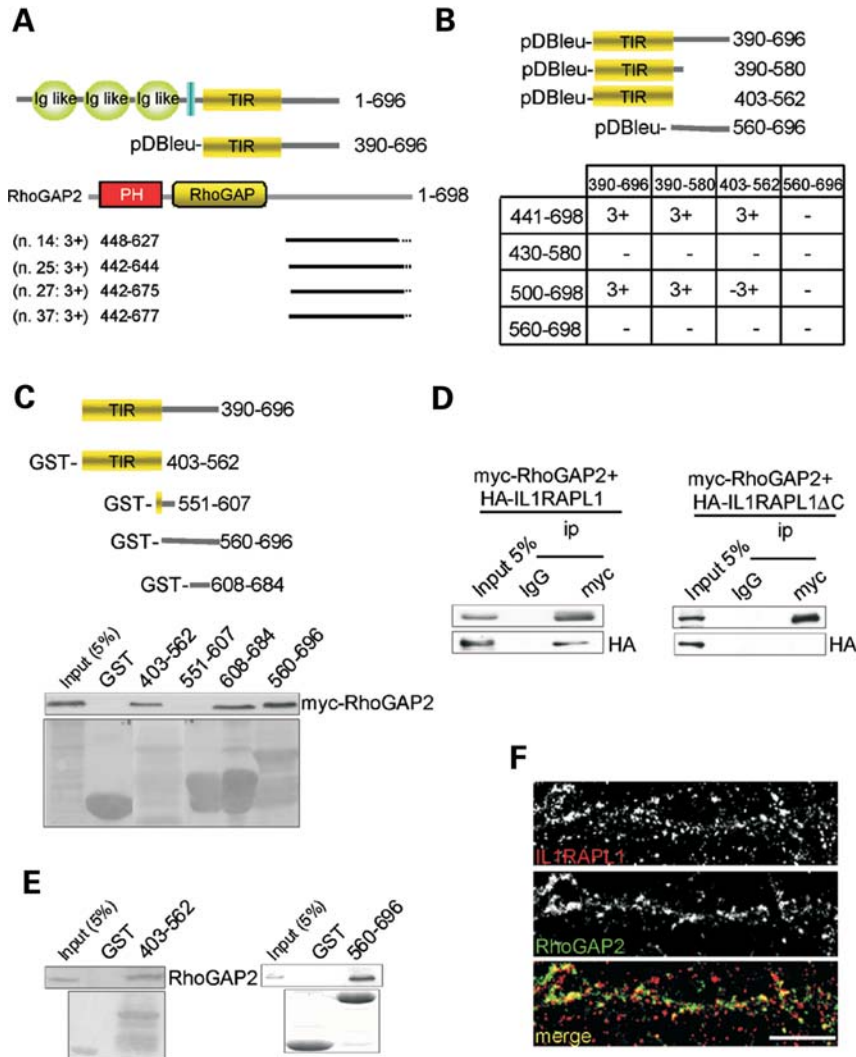 A
Ig like Ig like Ig like TIR 1-696
pDBleu- TIR 390-696
RhoGAP2 PH RhoGAP 1-698
(n. 14: 3+) 448-627
(n. 25: 3+) 442-644
(n. 27: 3+) 442-675
(n. 37: 3+) 442-677
B
pDBleu- TIR 390-696
pDBleu- TIR 390-580
pDBleu- TIR 403-562
pDBleu- 560-696
390-696 390-580 403-562 560-696
441-698 3+ 3+ 3+ -
430-580 - - - -
500-698 3+ 3+ -3+ -
560-698 - - - -
C
TIR 390-696
GST- TIR 403-562
GST- 551-607
GST- 560-696
GST- 608-684
Input (5%) GST 403-562 551-607 608-684 560-696
myc-RhoGAP2
D
myc-RhoGAP2+
HA-IL1RAPL1
ip
Input 5% IgG myc
HA
myc-RhoGAP2+
HA-IL1RAPL1ΔC
ip
Input 5% IgG myc
HA
E
Input (5%) GST 403-562
RhoGAP2
Input (5%) GST 560-696
F
IL1RAPL1
RhoGAP2
merge